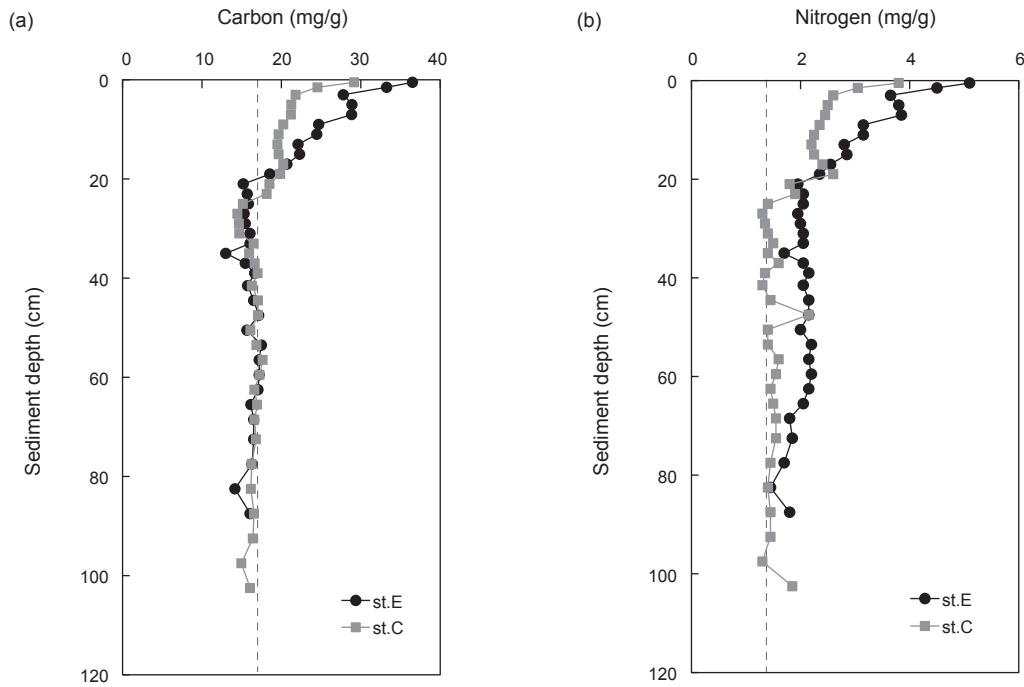 (a)
Carbon (mg/g)
0 10 20 30 40
0
20
40
60
80
100
120
Sediment depth (cm)
st.E
st.C
(b)
Nitrogen (mg/g)
0 2 4 6
0
20
40
60
80
100
120
Sediment depth (cm)
st.E
st.C